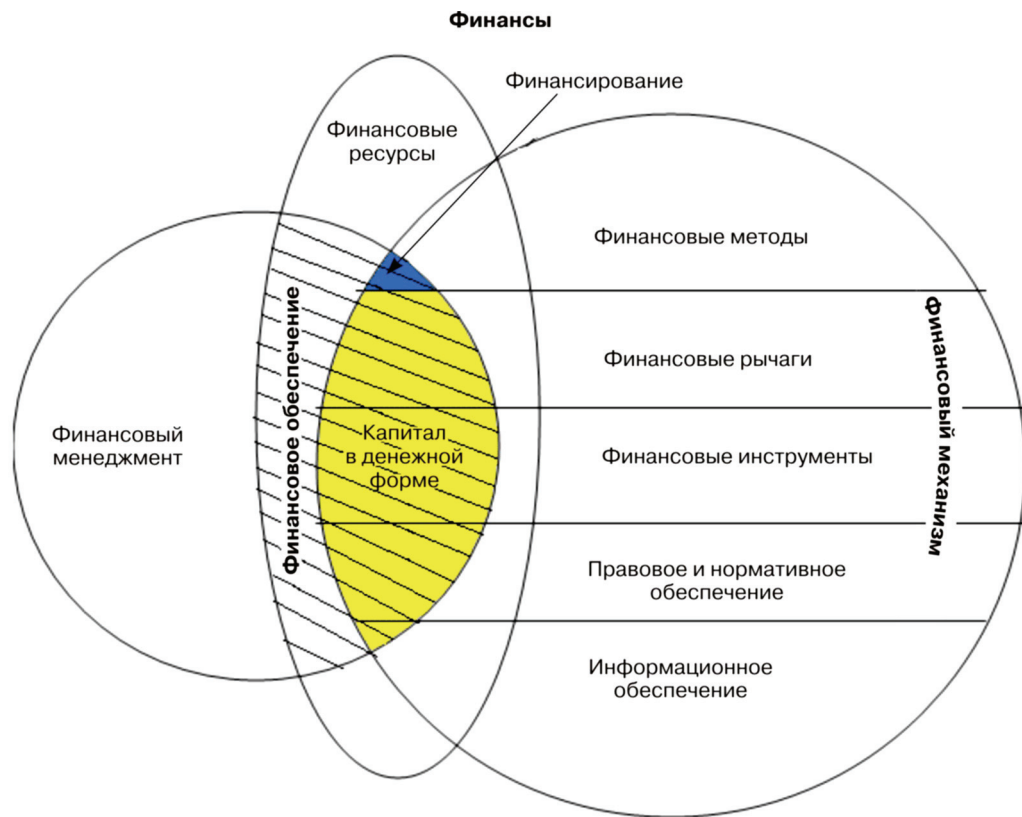 Финансы
Финансирование
Финансовые
ресурсы
Финансовые методы
Финансовые рычаги
Финансовый механизм
Финансовое обеспечение
Финансовый
менеджмент
Капитал
в денежной
форме
Финансовые инструменты
Правовое и нормативное
обеспечение
Информационное
обеспечение